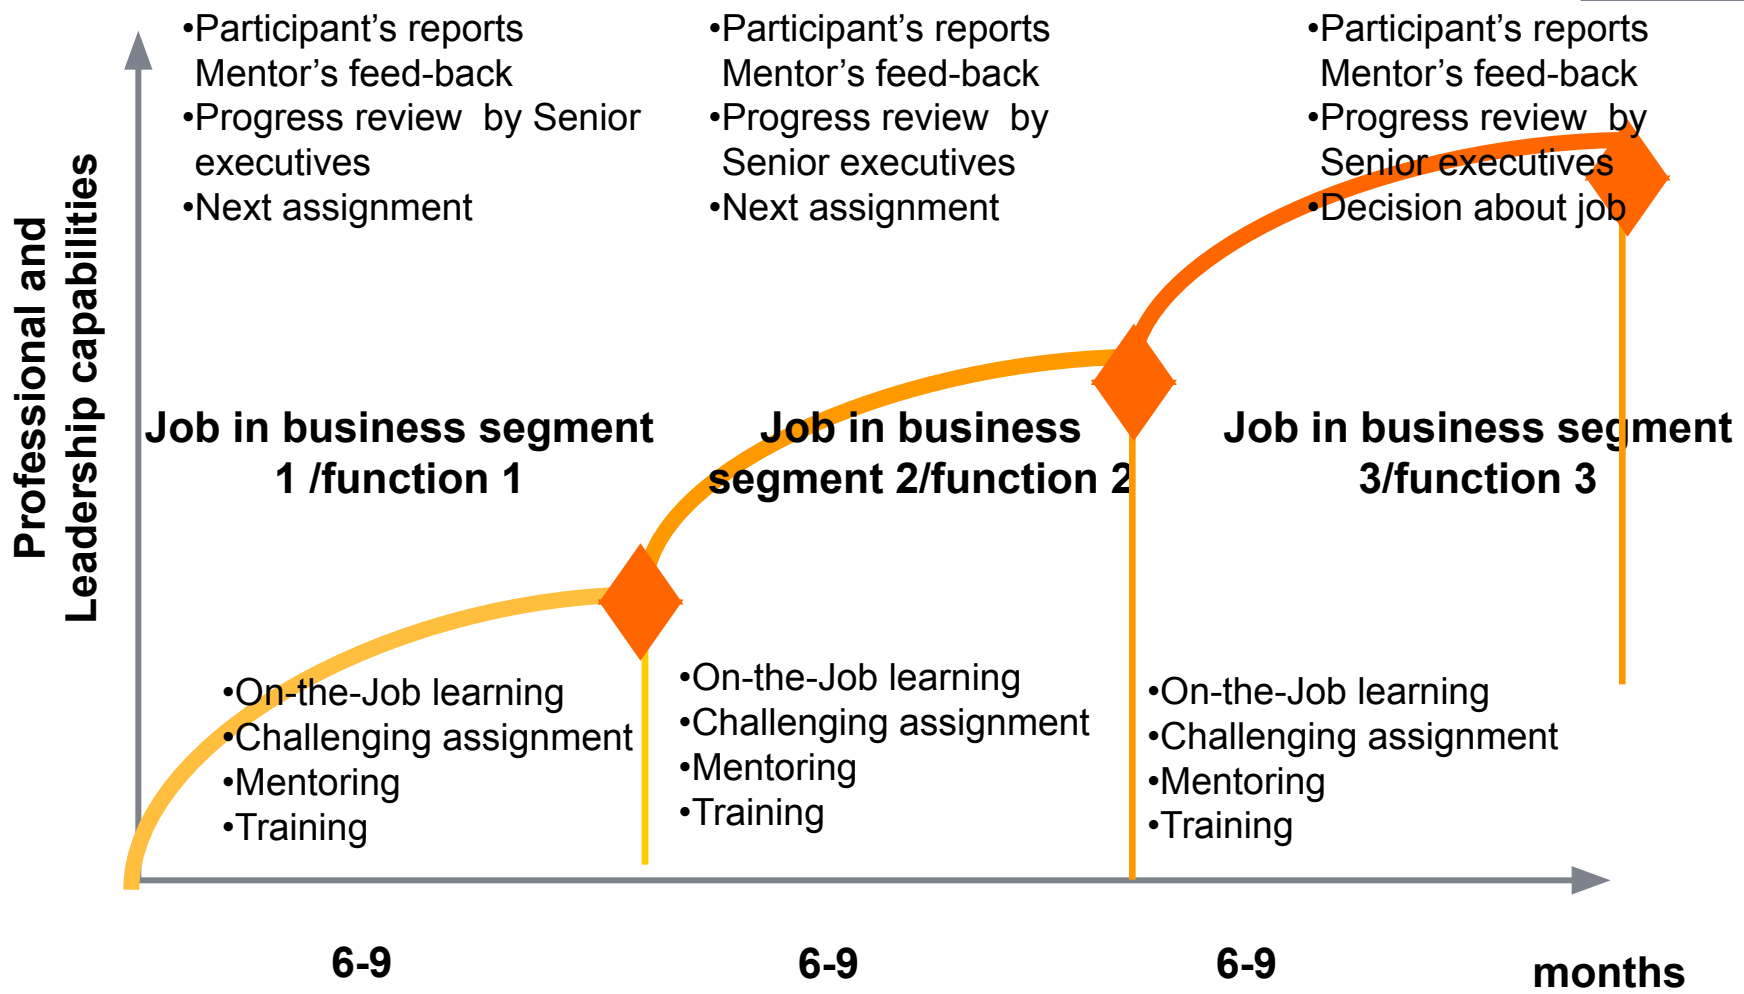 •Participant’s reports
Mentor’s feed-back
•Progress review  by Senior
executives
•Next assignment
•Participant’s reports
Mentor’s feed-back
•Progress review  by
Senior executives
•Next assignment
•Participant’s reports
Mentor’s feed-back
•Progress review  by
Senior executives
•Decision about job
Professional and
Leadership capabilities
Job in business segment
1 /function 1
Job in business
segment 2/function 2
Job in business segment
3/function 3
•On-the-Job learning
•Challenging assignment
•Mentoring
•Training
•On-the-Job learning
•Challenging assignment
•Mentoring
•Training
•On-the-Job learning
•Challenging assignment
•Mentoring
•Training
6-9
6-9
6-9
months